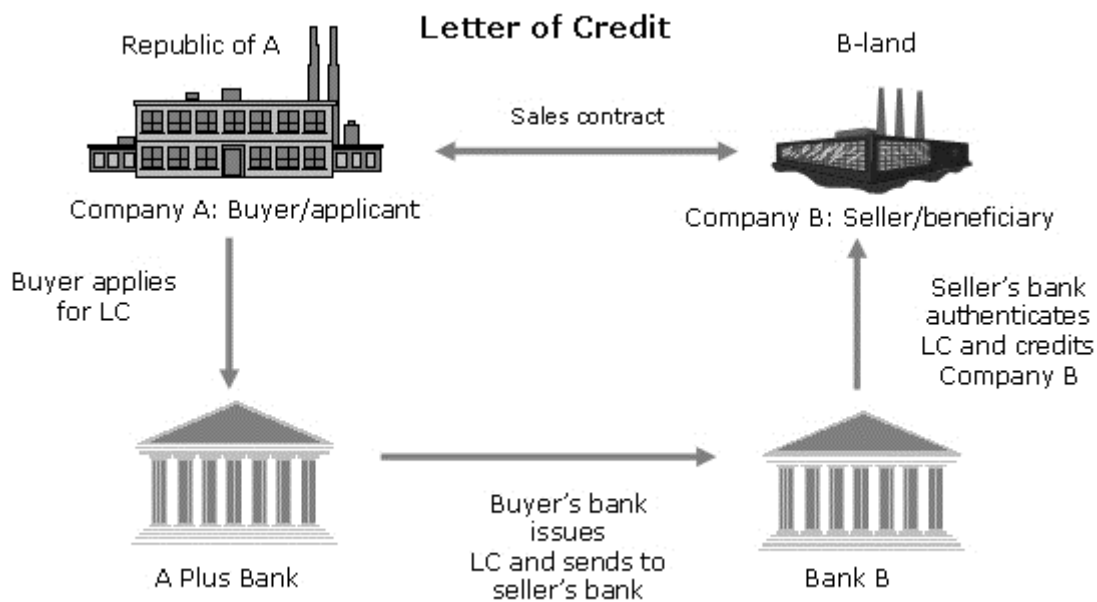 Letter of Credit
Republic of A
B-land
Sales contract
Company A: Buyer/applicant
Company B: Seller/beneficiary
Buyer applies
for LC
Seller's bank
authenticates
LC and credits
Company B
Buyer's bank
issues
LC and sends to
seller's bank
A Plus Bank
Bank B